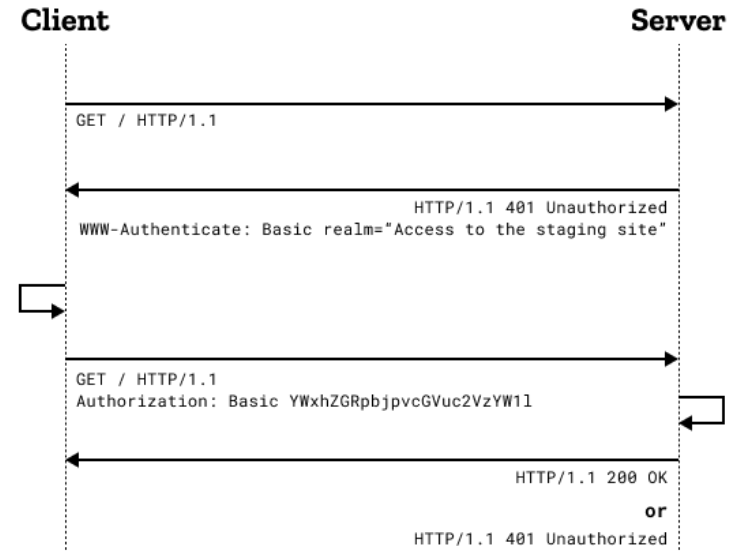 Client
Server
GET / HTTP/1.1
HTTP/1.1 401 Unauthorized
WWW-Authenticate: Basic realm="Access to the staging site"
GET / HTTP/1.1
Authorization: Basic YWxhZGRpbjpvcGVuc2VzYW1l
HTTP/1.1 200 OK
or
HTTP/1.1 401 Unauthorized